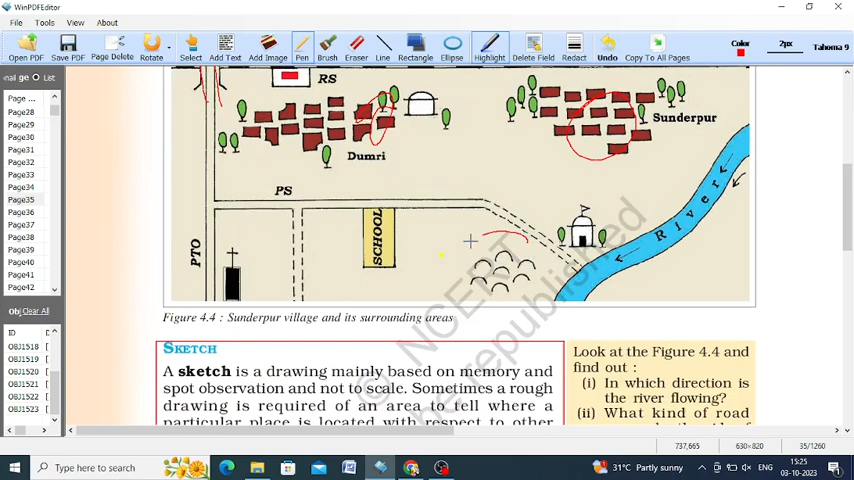 WinPDFEditor
File Tools View About
Open PDF Save PDF Page Delete Rotate Select Add Text Add Image Pen Brush Eraser Line Rectangle Ellipse Highlight Delete Field Redact Undo Copy To All Pages
Color 2px Tahoma 9
nail ge List
Page...
Page28
Page29
Page30
Page31
Page32
Page33
Page34
Page35
Page36
Page37
Page38
Page39
Page40
Page41
Page42
Obj Clear All
ID D
OBJ1518 [
OBJ1519 [
OBJ1520 [
OBJ1521 [
OBJ1522 [
OBJ1523 [
RS
Dumri
Sunderpur
PS
PTO
SCHOOL
River
© NCERT
be republished
Figure 4.4 : Sunderpur village and its surrounding areas
SKETCH
A sketch is a drawing mainly based on memory and
spot observation and not to scale. Sometimes a rough
drawing is required of an area to tell where a
particular place is located with respect to other
Look at the Figure 4.4 and
find out :
(i) In which direction is
the river flowing?
(ii) What kind of road
737,665 630×820 35/1260
Type here to search
31°C Partly sunny
ENG
15:25
03-10-2023